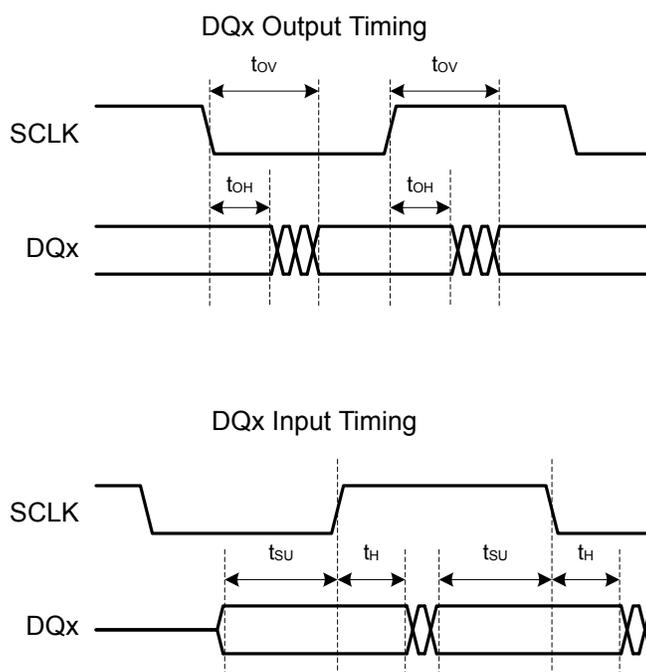 DQx Output Timing
tOV tOV
SCLK
tOH tOH
DQx
DQx Input Timing
SCLK
tSU tH tSU tH
DQx